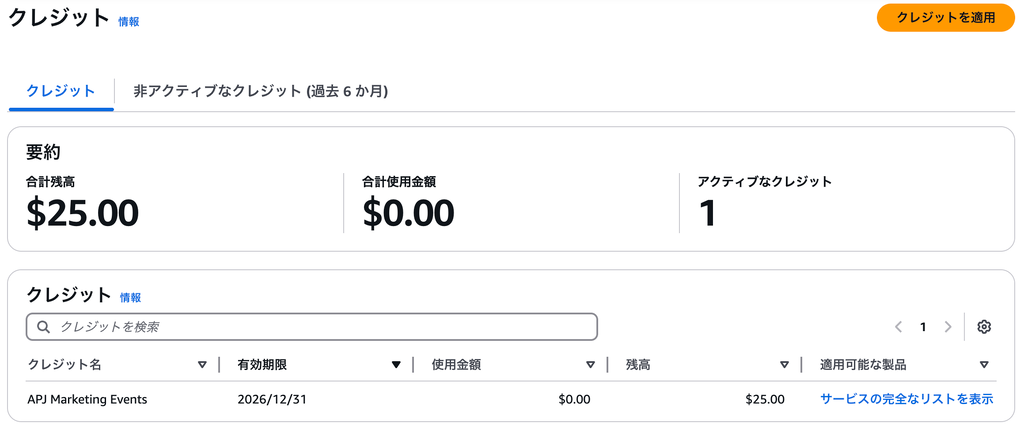 クレジット 情報
クレジットを適用
クレジット
非アクティブなクレジット (過去 6 か月)
要約
合計残高
$25.00
合計使用金額
$0.00
アクティブなクレジット
1
クレジット 情報
クレジットを検索
1
クレジット名 有効期限 使用金額 残高 適用可能な製品
APJ Marketing Events 2026/12/31 $0.00 $25.00 サービスの完全なリストを表示